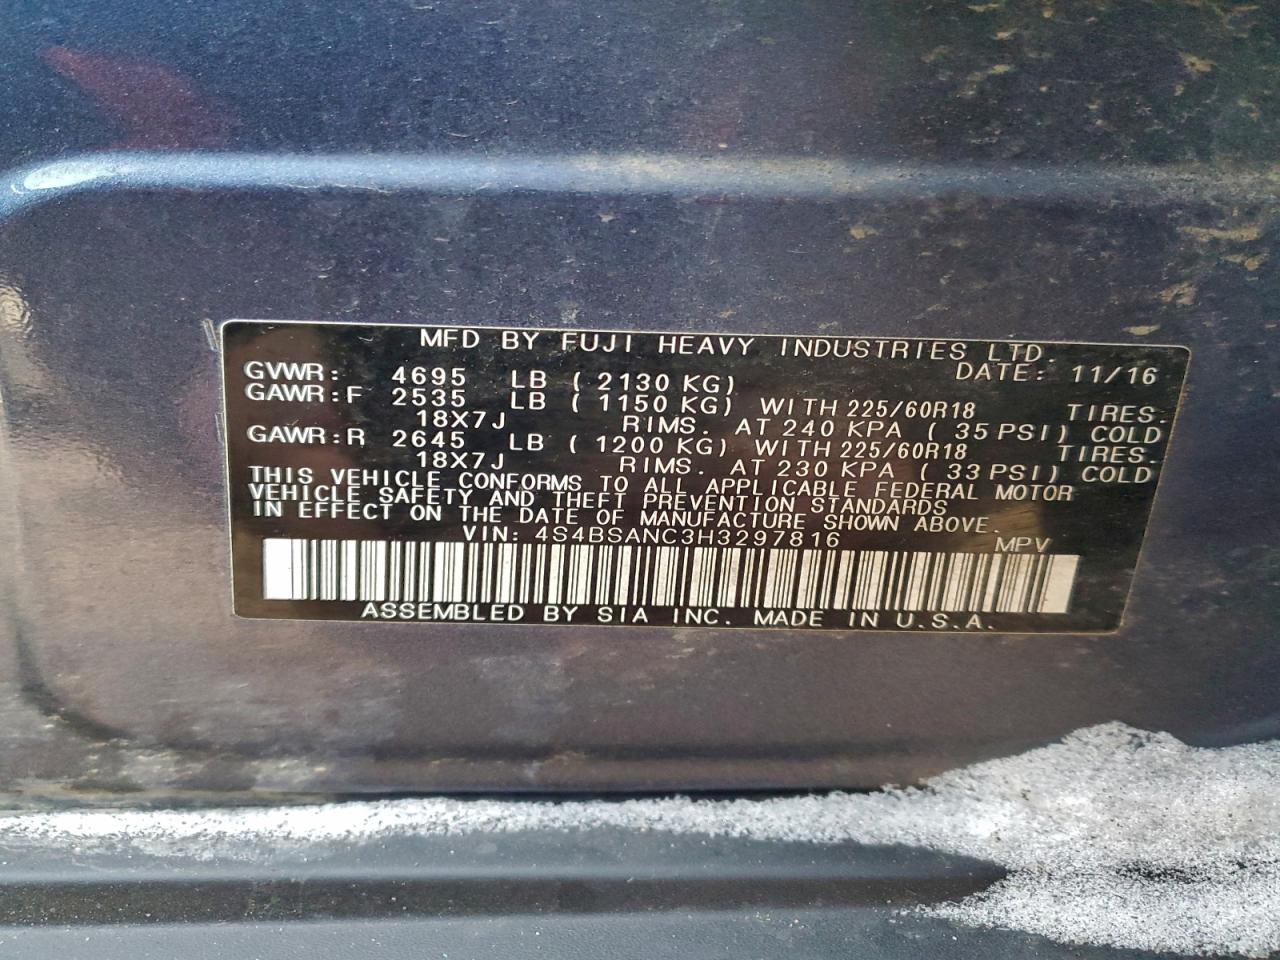 MFD BY FUJI HEAVY INDUSTRIES LTD.
GVWR: 4695 LB (2130 KG) DATE: 11/16
GAWR:F 2535 LB (1150 KG) WITH 225/60R18 TIRES.
18X7J RIMS. AT 240 KPA (35 PSI) COLD
GAWR:R 2645 LB (1200 KG) WITH 225/60R18 TIRES.
18X7J RIMS. AT 230 KPA (33 PSI) COLD
THIS VEHICLE CONFORMS TO ALL APPLICABLE FEDERAL MOTOR
VEHICLE SAFETY AND THEFT PREVENTION STANDARDS
IN EFFECT ON THE DATE OF MANUFACTURE SHOWN ABOVE.
VIN: 4S4BSANC3H3297816 MPV
ASSEMBLED BY SIA INC. MADE IN U.S.A.